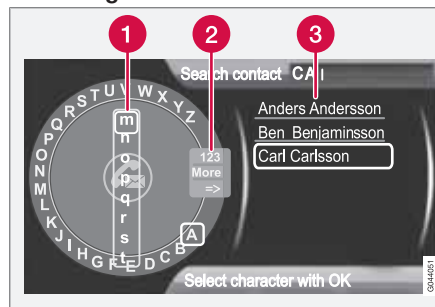 1 2 3
Search contact CA
A B C D E F G H I J K L M N O P Q R S T U V W X Y Z
m
n
o
p
q
r
s
t
123
More
=>
Anders Andersson
Ben Benjaminsson
Carl Carlsson
Select character with OK
G044051